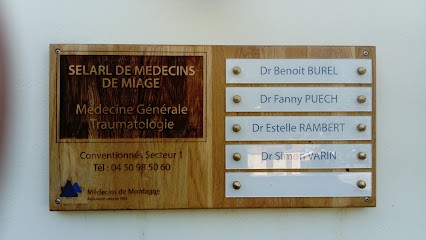 SELARL DE MEDECINS
DE MIAGE
Médecine Générale
Traumatologie
Conventionnés Secteur 1
Tél : 04 50 98 50 60
Médecins de Montagne
Dr Benoit BUREL
Dr Fanny PUECH
Dr Estelle RAMBERT
Dr Simon VARIN